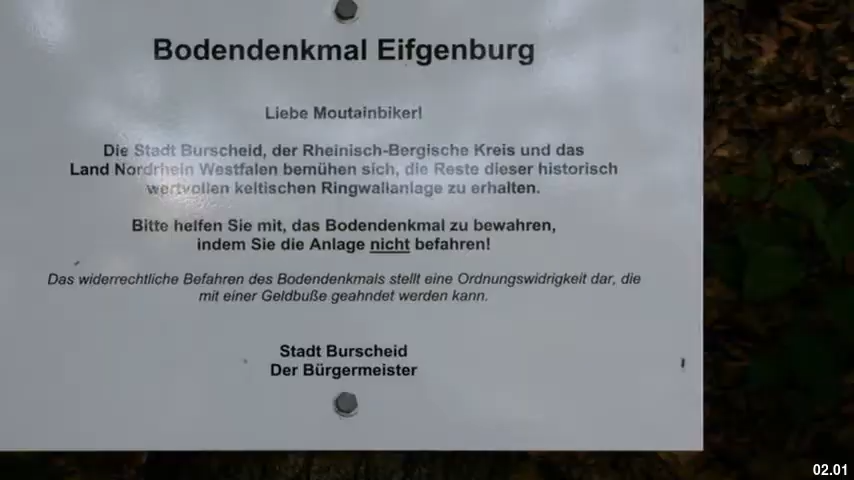 Bodendenkmal Eifgenburg
Liebe Moutainbiker!
Die Stadt Burscheid, der Rheinisch-Bergische Kreis und das
Land Nordrhein Westfalen bemühen sich, die Reste dieser historisch
wertvollen keltischen Ringwallanlage zu erhalten.
Bitte helfen Sie mit, das Bodendenkmal zu bewahren,
indem Sie die Anlage nicht befahren!
Das widerrechtliche Befahren des Bodendenkmals stellt eine Ordnungswidrigkeit dar, die
mit einer Geldbuße geahndet werden kann.
Stadt Burscheid
Der Bürgermeister
02.01